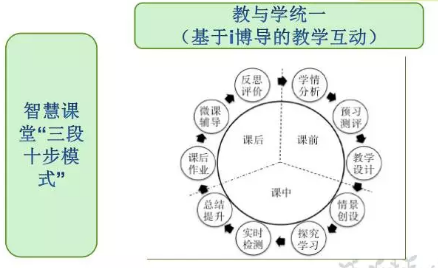 教与学统一
(基于i博导的教学互动)
智慧课
堂“三段
十步模
式”
反思
评价
学情
分析
微课
辅导
预习
测评
课后
课前
课后
作业
教学
设计
课中
总结
提升
情景
创设
实时
检测
探究
学习